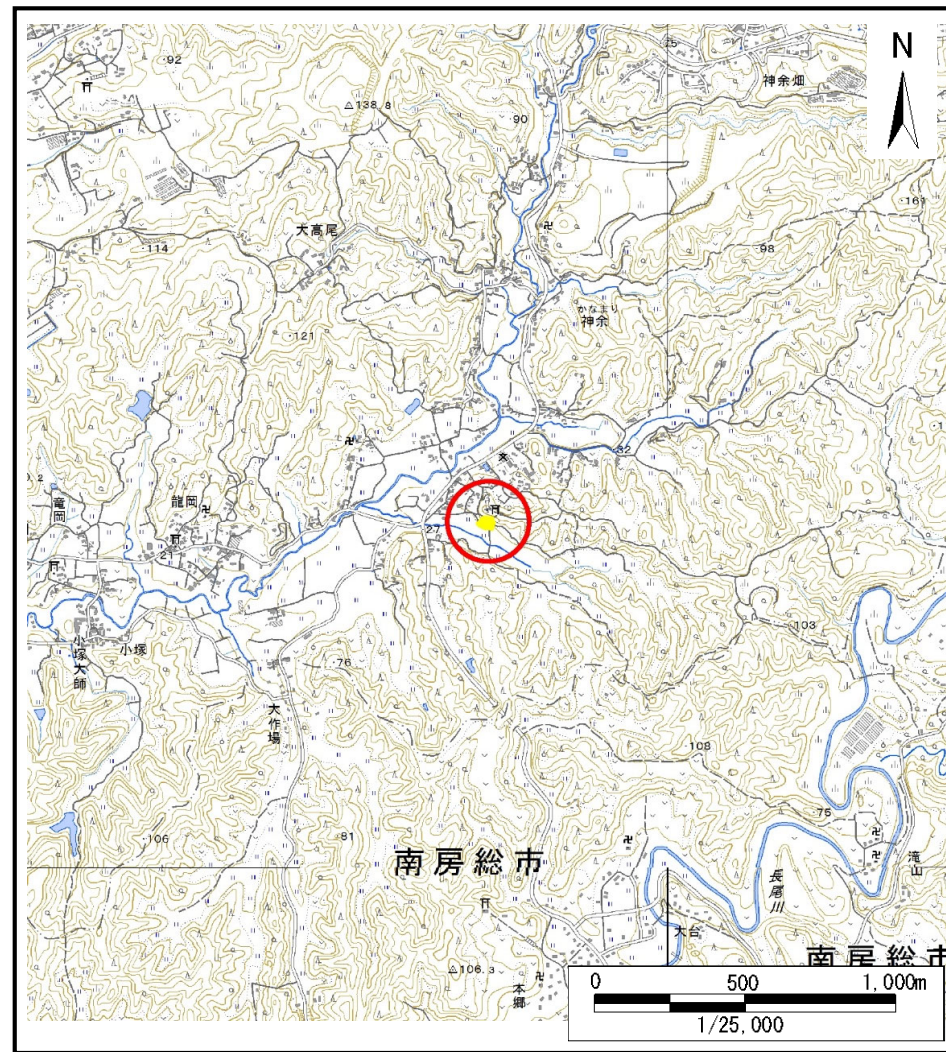 75
神余畑
N
92
138.8
90
161
大高尾
114
98
かなまり
神余
121
32
竜岡
龍岡
27
21
小塚大師
小塚
103
76
大作場
108
75
106
81
南房総市
滝山
長尾川
大台
南房総市
106.3
本郷
0 500 1,000m
1/25,000